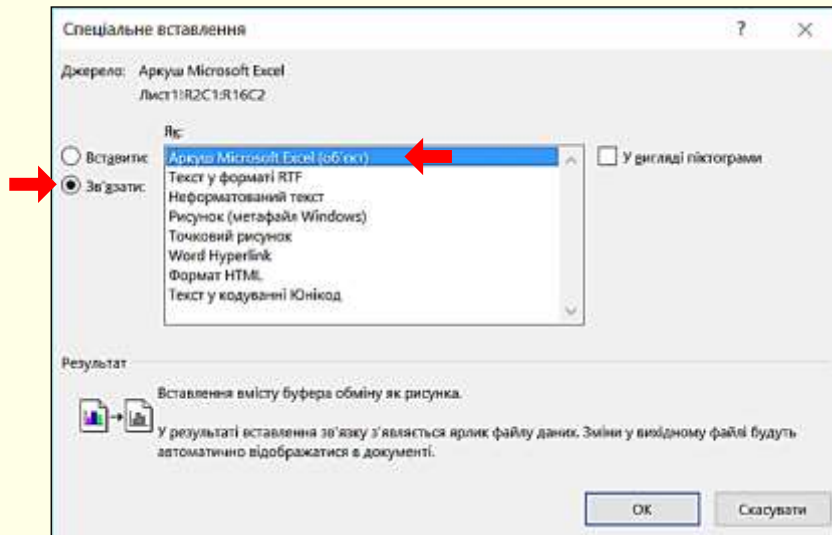 Спеціальне вставлення ? ×
Джерело: Аркуш Microsoft Excel
Лист1!R2C1:R16C2
Як:
Вставити:
Зв'язати:
Аркуш Microsoft Excel (об'єкт)
Текст у форматі RTF
Неформатований текст
Рисунок (метафайл Windows)
Точковий рисунок
Word Hyperlink
Формат HTML
Текст у кодуванні Юнікод
У вигляді піктограми
Результат
Вставлення вмісту буфера обміну як рисунка.
У результаті вставлення зв'язку з'являється ярлик файлу даних. Зміни у вихідному файлі будуть
автоматично відображатися в документі.
ОК Скасувати